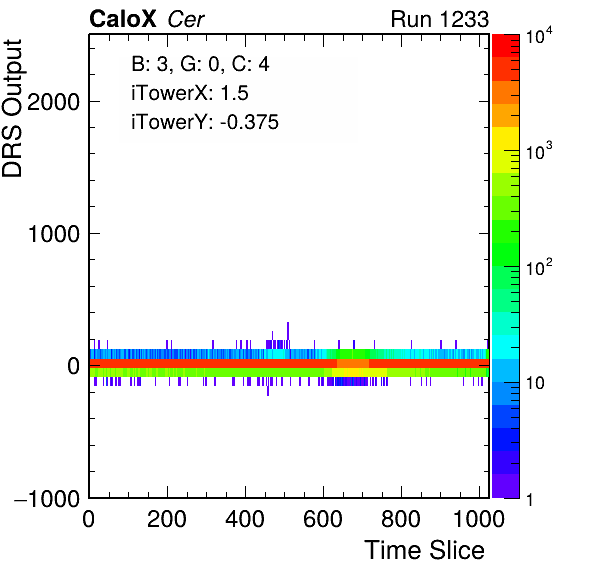 CaloX Cer Run 1233
B: 3, G: 0, C: 4
iTowerX: 1.5
iTowerY: -0.375
DRS Output
2000
1000
0
−1000
0 200 400 600 800 1000
Time Slice
10^4
10^3
10^2
10
1